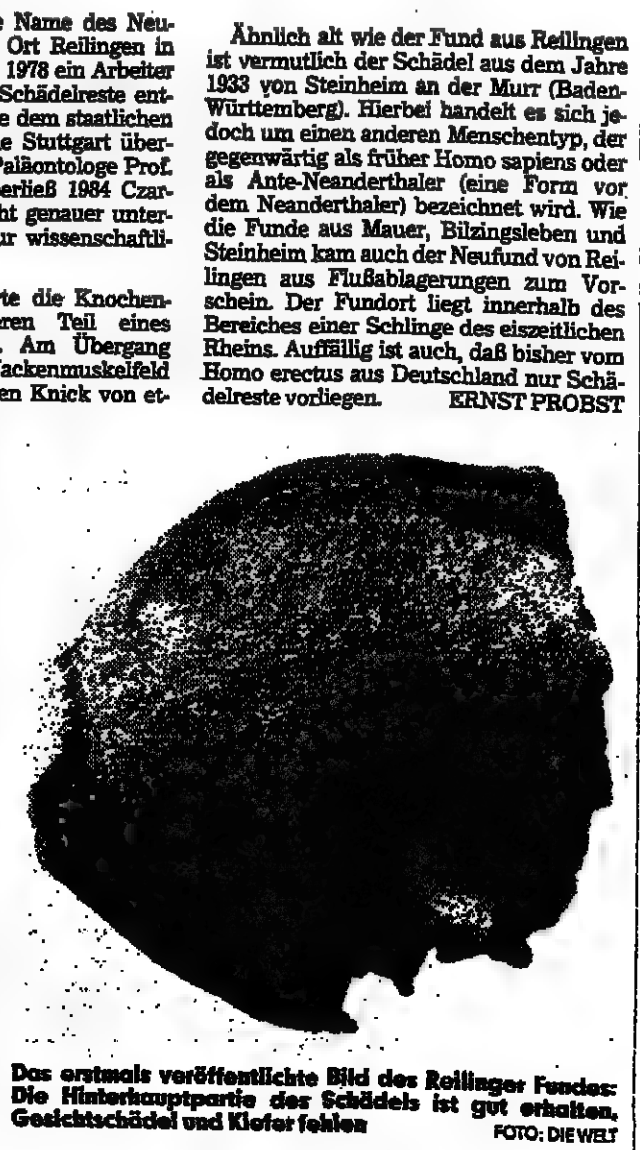 Name des Neu-
Ort Reilingen in
1978 ein Arbeiter
Schädelreste ent-
e dem staatlichen
e Stuttgart über-
Paläontologe Prof.
erließ 1984 Czar-
ht genauer unter-
ur wissenschaftli-
rte die Knochen-
eren Teil eines
. Am Übergang
Nackenmuskelfeld
en Knick von et-
Ähnlich alt wie der Fund aus Reilingen
ist vermutlich der Schädel aus dem Jahre
1933 von Steinheim an der Murr (Baden-
Württemberg). Hierbei handelt es sich je-
doch um einen anderen Menschentyp, der
gegenwärtig als früher Homo sapiens oder
als Ante-Neanderthaler (eine Form vor
dem Neanderthaler) bezeichnet wird. Wie
die Funde aus Mauer, Bilzingsleben und
Steinheim kam auch der Neufund von Rei-
lingen aus Flußablagerungen zum Vor-
schein. Der Fundort liegt innerhalb des
Bereiches einer Schlinge des eiszeitlichen
Rheins. Auffällig ist auch, daß bisher vom
Homo erectus aus Deutschland nur Schä-
delreste vorliegen. ERNST PROBST
Das erstmals veröffentlichte Bild des Reilinger Fundes:
Die Hinterhauptpartie des Schädels ist gut erhalten,
Gesichtschädel und Kiefer fehlen
FOTO: DIE WELT